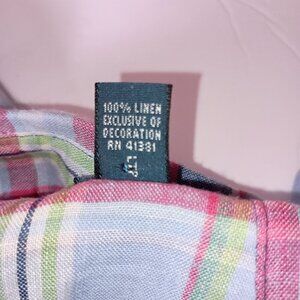 100% LINEN
EXCLUSIVE OF
DECORATION
RN 41381